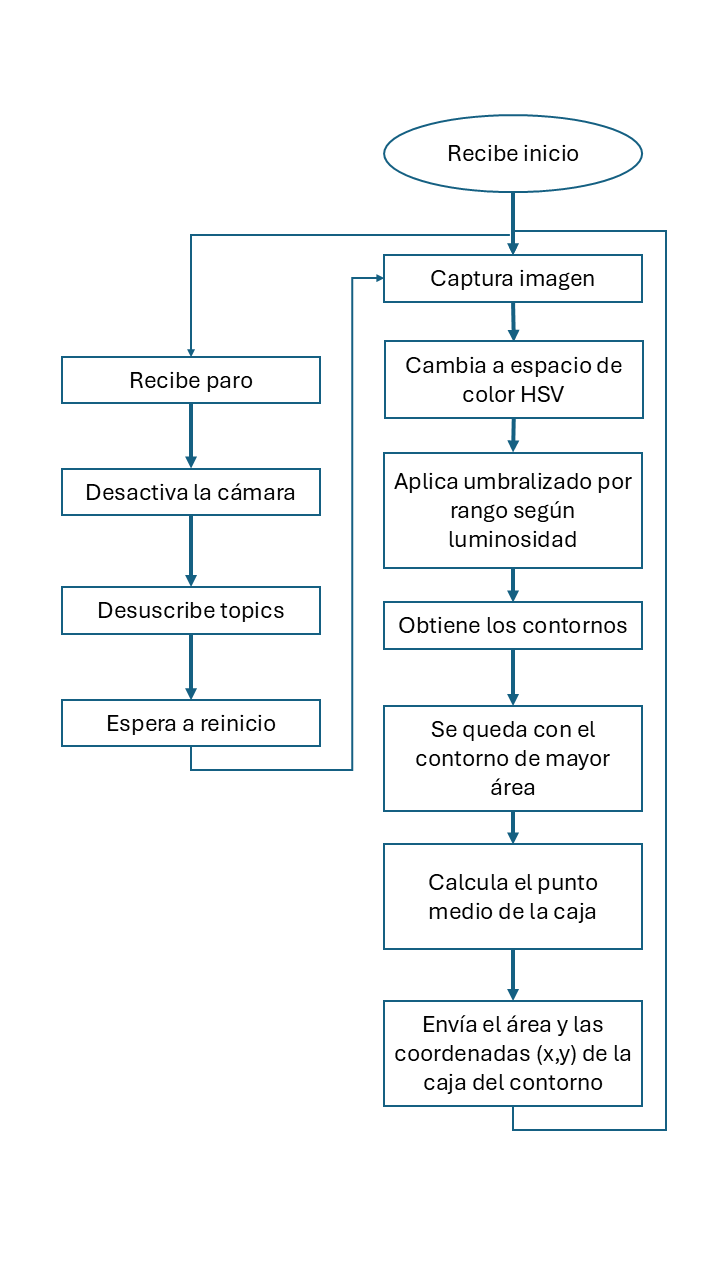 Recibe inicio
Captura imagen
Cambia a espacio de
color HSV
Aplica umbralizado por
rango según
luminosidad
Obtiene los contornos
Se queda con el
contorno de mayor
área
Calcula el punto
medio de la caja
Envía el área y las
coordenadas (x,y) de la
caja del contorno
Recibe paro
Desactiva la cámara
Desuscribe topics
Espera a reinicio